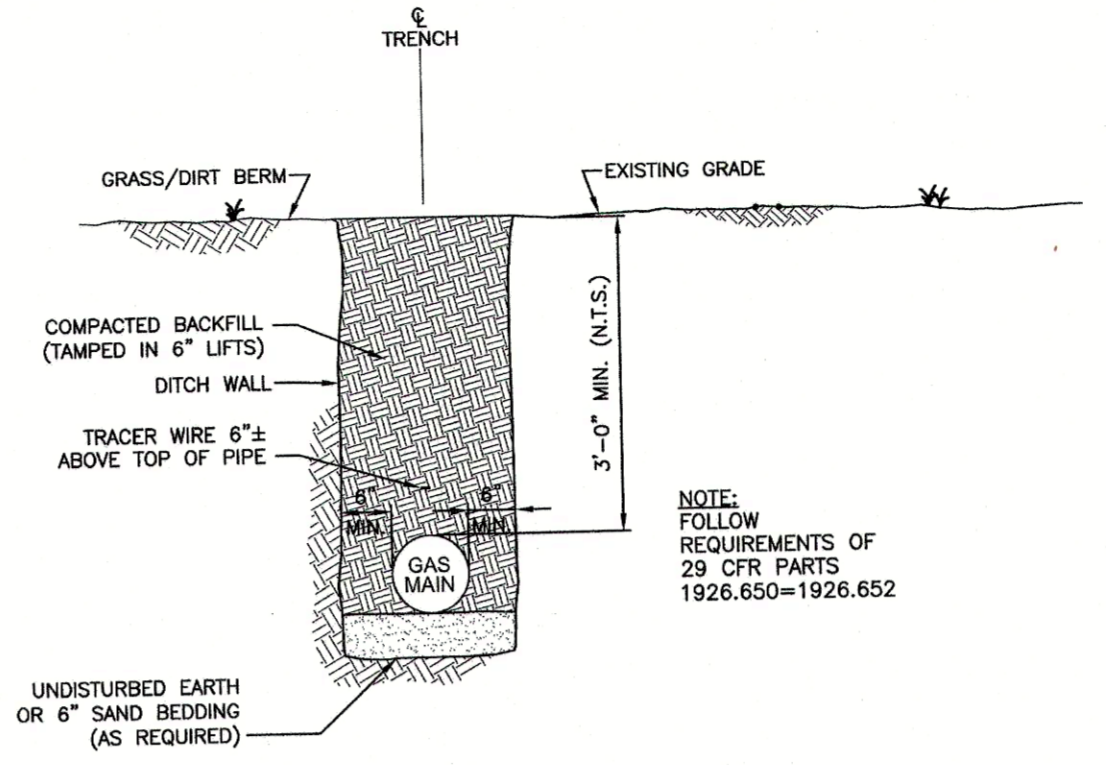 ℄
TRENCH
GRASS/DIRT BERM
EXISTING GRADE
COMPACTED BACKFILL
(TAMPED IN 6" LIFTS)
DITCH WALL
TRACER WIRE 6"±
ABOVE TOP OF PIPE
3'-0" MIN. (N.T.S.)
6"
MIN.
6"
MIN.
GAS
MAIN
NOTE:
FOLLOW
REQUIREMENTS OF
29 CFR PARTS
1926.650=1926.652
UNDISTURBED EARTH
OR 6" SAND BEDDING
(AS REQUIRED)